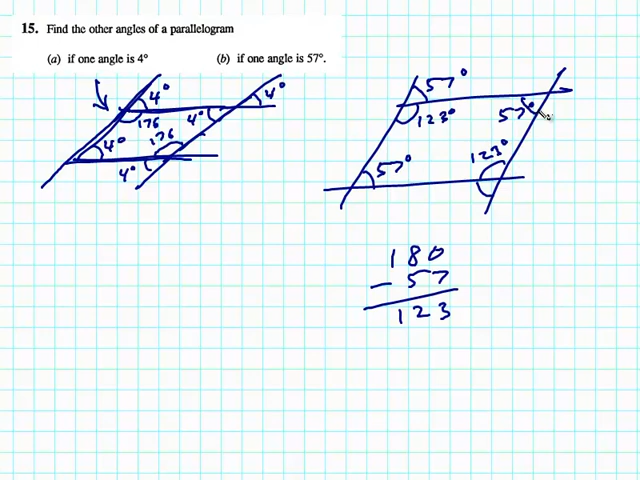 15. Find the other angles of a parallelogram
(a) if one angle is 4° (b) if one angle is 57°.
4° 4° 57°
176 4° 123° 57°
4° 176 123°
4° 57°
180
- 57
123